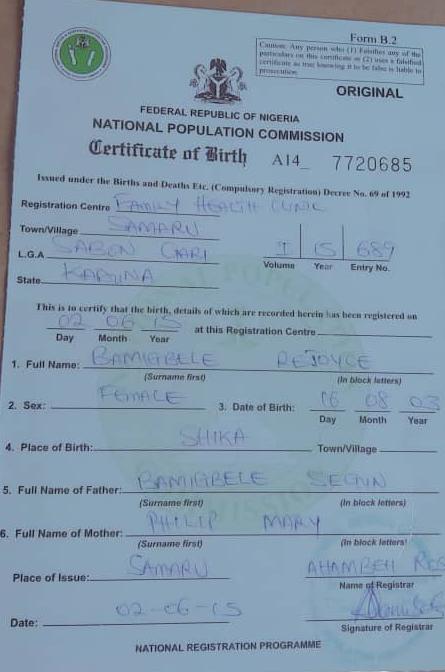 Form B.2
Caution: Any person who (1) Falsifies any of the
particulars on this certificate or (2) uses a falsified
certificate as true knowing it to be false is liable to
prosecution
ORIGINAL
FEDERAL REPUBLIC OF NIGERIA
NATIONAL POPULATION COMMISSION
Certificate of Birth A14_ 7720685
Issued under the Births and Deaths Etc. (Compulsory Registration) Decree No. 69 of 1992
Registration Centre FAMILY HEALTH CLINIC
Town/Village SAMARU
L.G.A SABON GARI I 15 689
Volume Year Entry No.
State KADUNA
This is to certify that the birth, details of which are recorded herein has been registered on
02 06 15 at this Registration Centre
Day Month Year
1. Full Name: BAMIGBELE REJOYCE
(Surname first) (In block letters)
2. Sex: FEMALE 3. Date of Birth: 16 08 03
Day Month Year
4. Place of Birth: SHIKA Town/Village
5. Full Name of Father: BAMIGBELE SEGUN
(Surname first) (In block letters)
6. Full Name of Mother: PHILIP MARY
(Surname first) (In block letters)
Place of Issue: SAMARU AHAMBEH
Name of Registrar
Date: 02-06-15
Signature of Registrar
NATIONAL REGISTRATION PROGRAMME